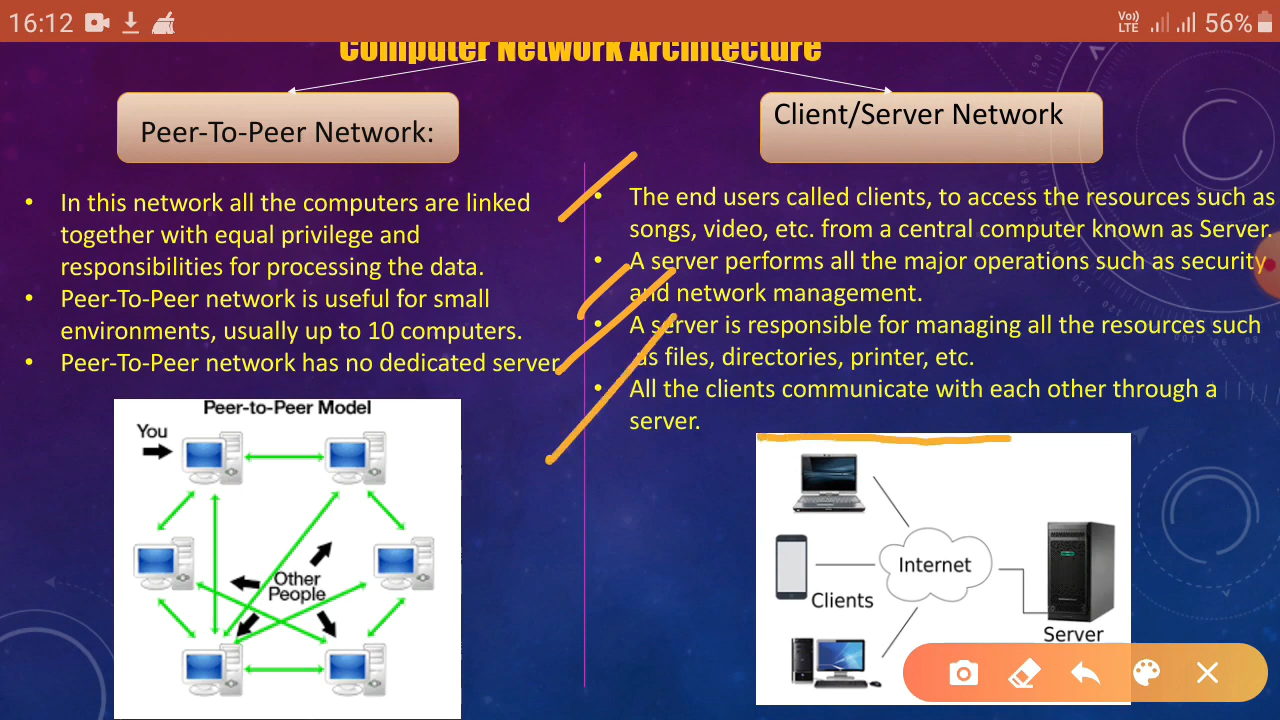 16:12
Vo))
LTE
56%
Computer Network Architecture
Peer-To-Peer Network:
Client/Server Network
• In this network all the computers are linked
together with equal privilege and
responsibilities for processing the data.
• Peer-To-Peer network is useful for small
environments, usually up to 10 computers.
• Peer-To-Peer network has no dedicated server.
• The end users called clients, to access the resources such as
songs, video, etc. from a central computer known as Server.
• A server performs all the major operations such as security
and network management.
• A server is responsible for managing all the resources such
as files, directories, printer, etc.
• All the clients communicate with each other through a
server.
Peer-to-Peer Model
You
Other
People
Internet
Clients
Server